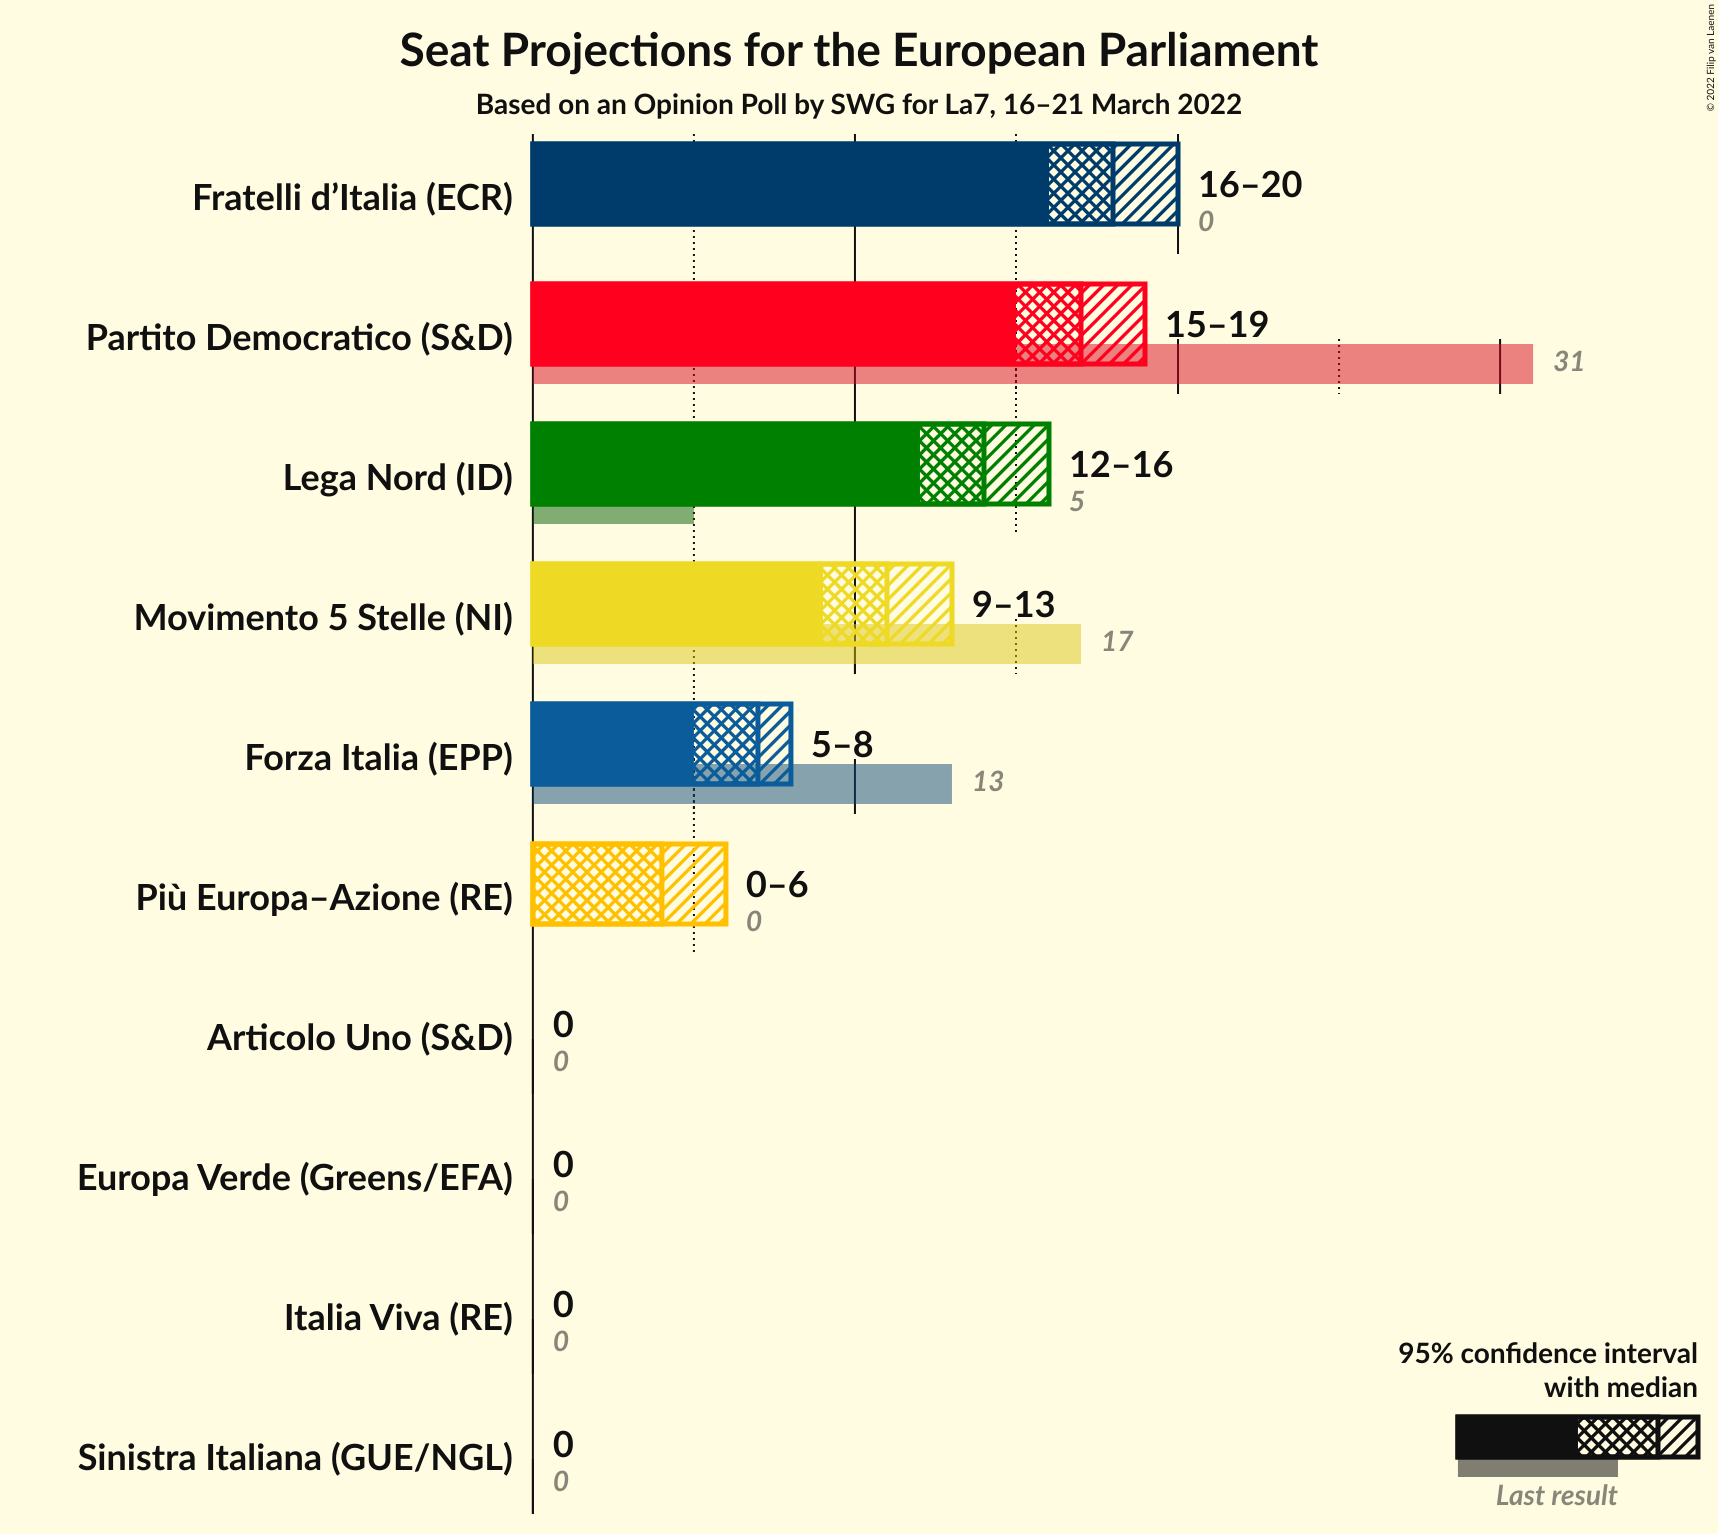 Seat Projections for the European Parliament
Based on an Opinion Poll by SWG for La7, 16–21 March 2022
© 2022 Filip van Laenen
Fratelli d’Italia (ECR)
16–20
0
Partito Democratico (S&D)
15–19
31
Lega Nord (ID)
12–16
5
Movimento 5 Stelle (NI)
9–13
17
Forza Italia (EPP)
5–8
13
Più Europa–Azione (RE)
0–6
0
Articolo Uno (S&D)
0
0
Europa Verde (Greens/EFA)
0
0
Italia Viva (RE)
0
0
Sinistra Italiana (GUE/NGL)
0
0
95% confidence interval
with median
Last result